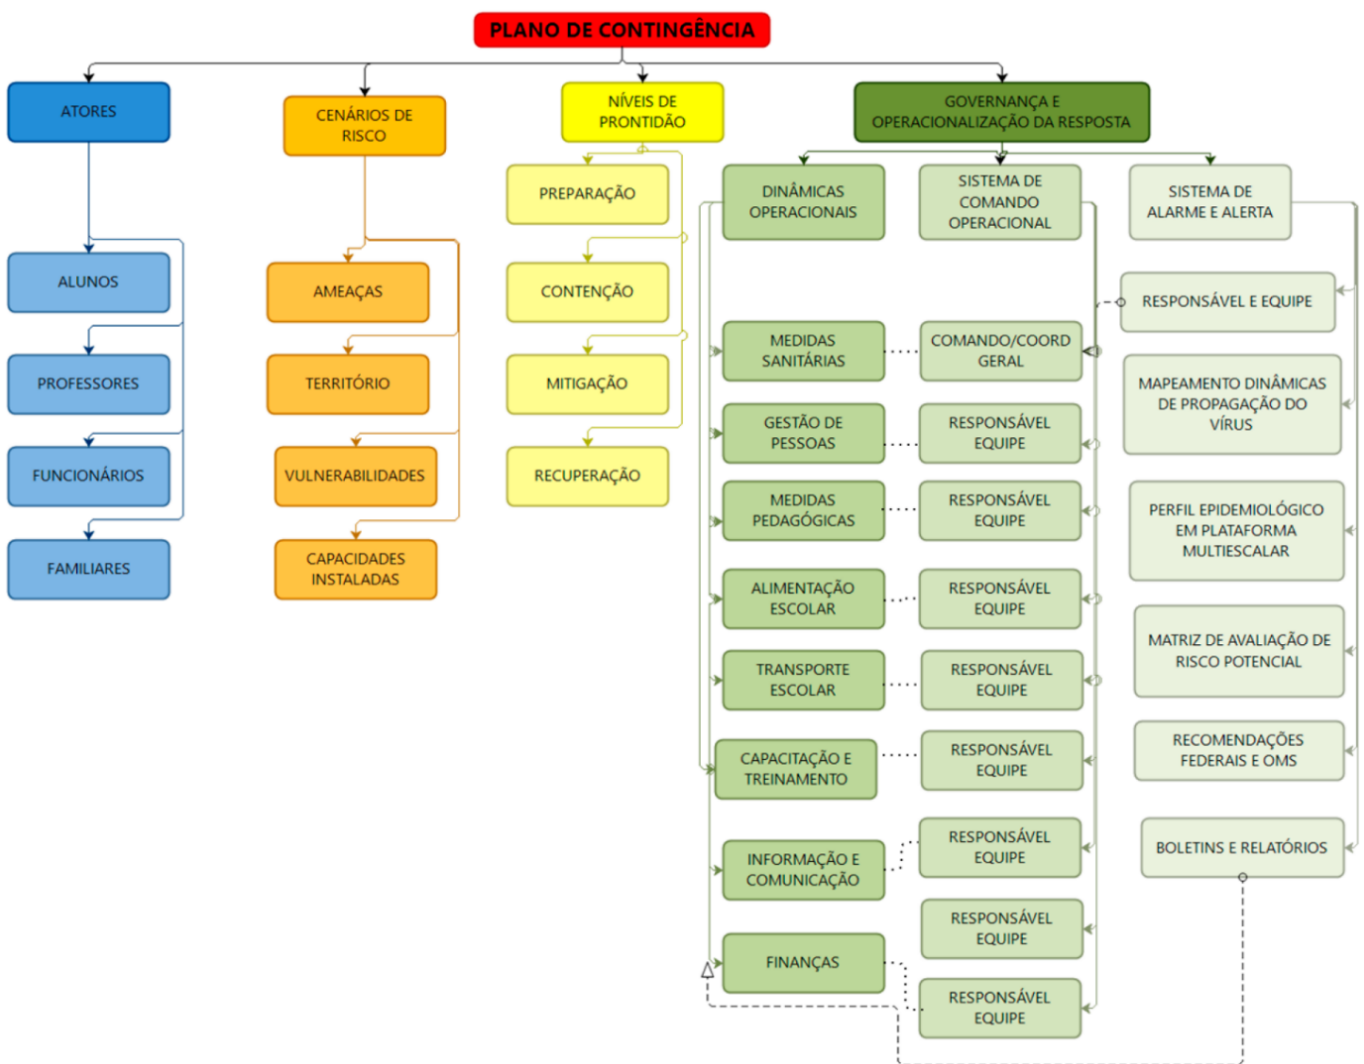 PLANO DE CONTINGÊNCIA
ATORES
ALUNOS
PROFESSORES
FUNCIONÁRIOS
FAMILIARES
CENÁRIOS DE
RISCO
AMEAÇAS
TERRITÓRIO
VULNERABILIDADES
CAPACIDADES
INSTALADAS
NÍVEIS DE
PRONTIDÃO
PREPARAÇÃO
CONTENÇÃO
MITIGAÇÃO
RECUPERAÇÃO
GOVERNANÇA E
OPERACIONALIZAÇÃO DA RESPOSTA
DINÂMICAS
OPERACIONAIS
MEDIDAS
SANITÁRIAS
GESTÃO DE
PESSOAS
MEDIDAS
PEDAGÓGICAS
ALIMENTAÇÃO
ESCOLAR
TRANSPORTE
ESCOLAR
CAPACITAÇÃO E
TREINAMENTO
INFORMAÇÃO E
COMUNICAÇÃO
FINANÇAS
SISTEMA DE
COMANDO
OPERACIONAL
COMANDO/COORD
GERAL
RESPONSÁVEL
EQUIPE
RESPONSÁVEL
EQUIPE
RESPONSÁVEL
EQUIPE
RESPONSÁVEL
EQUIPE
RESPONSÁVEL
EQUIPE
RESPONSÁVEL
EQUIPE
RESPONSÁVEL
EQUIPE
RESPONSÁVEL
EQUIPE
SISTEMA DE
ALARME E ALERTA
RESPONSÁVEL E EQUIPE
MAPEAMENTO DINÂMICAS
DE PROPAGAÇÃO DO
VÍRUS
PERFIL EPIDEMIOLÓGICO
EM PLATAFORMA
MULTIESCALAR
MATRIZ DE AVALIAÇÃO DE
RISCO POTENCIAL
RECOMENDAÇÕES
FEDERAIS E OMS
BOLETINS E RELATÓRIOS